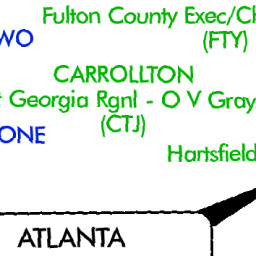 Fulton County Exec/Ch
WO
(FTY)
CARROLLTON
Georgia Rgnl - O V Gray
(CTJ)
ONE
Hartsfield
ATLANTA